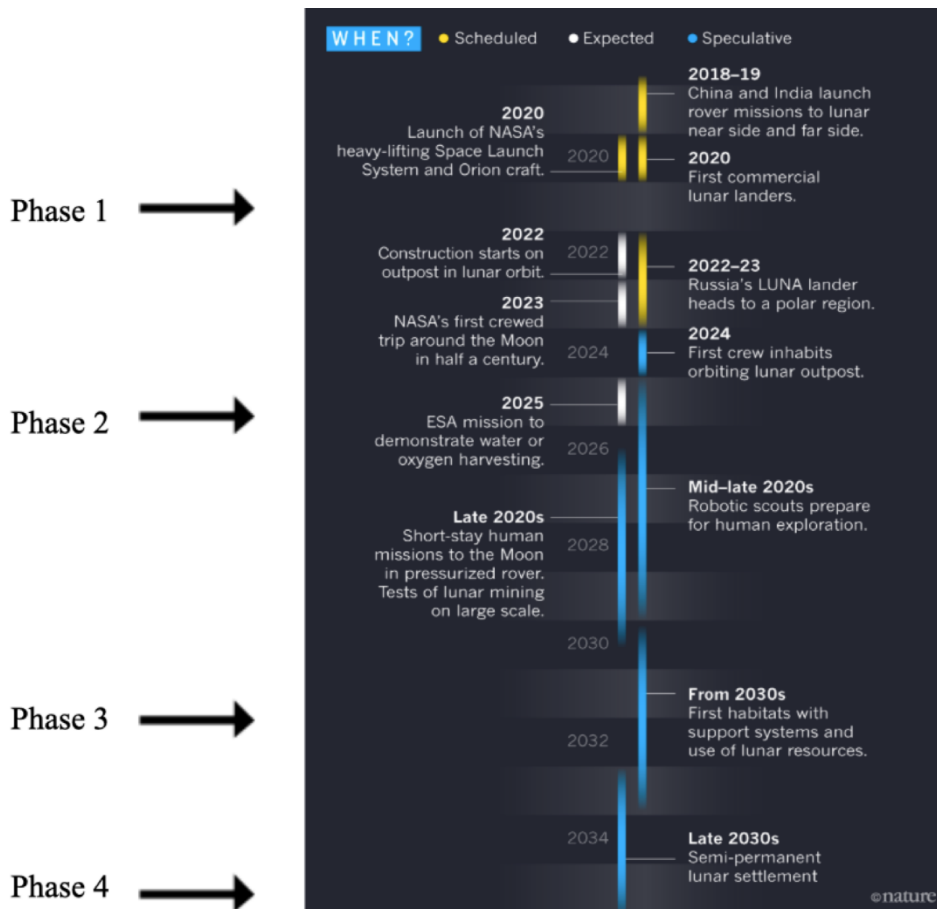 WHEN? Scheduled Expected Speculative
2018–19
China and India launch
rover missions to lunar
near side and far side.
2020
Launch of NASA's
heavy-lifting Space Launch
System and Orion craft.
2020
2020
First commercial
lunar landers.
Phase 1
2022
Construction starts on
outpost in lunar orbit.
2022
2022–23
Russia's LUNA lander
heads to a polar region.
2023
NASA's first crewed
trip around the Moon
in half a century.
2024
2024
First crew inhabits
orbiting lunar outpost.
Phase 2
2025
ESA mission to
demonstrate water or
oxygen harvesting.
2026
Mid–late 2020s
Robotic scouts prepare
for human exploration.
Late 2020s
Short-stay human
missions to the Moon
in pressurized rover.
Tests of lunar mining
on large scale.
2028
2030
Phase 3
From 2030s
First habitats with
support systems and
use of lunar resources.
2032
2034
Late 2030s
Semi-permanent
lunar settlement
Phase 4
©nature